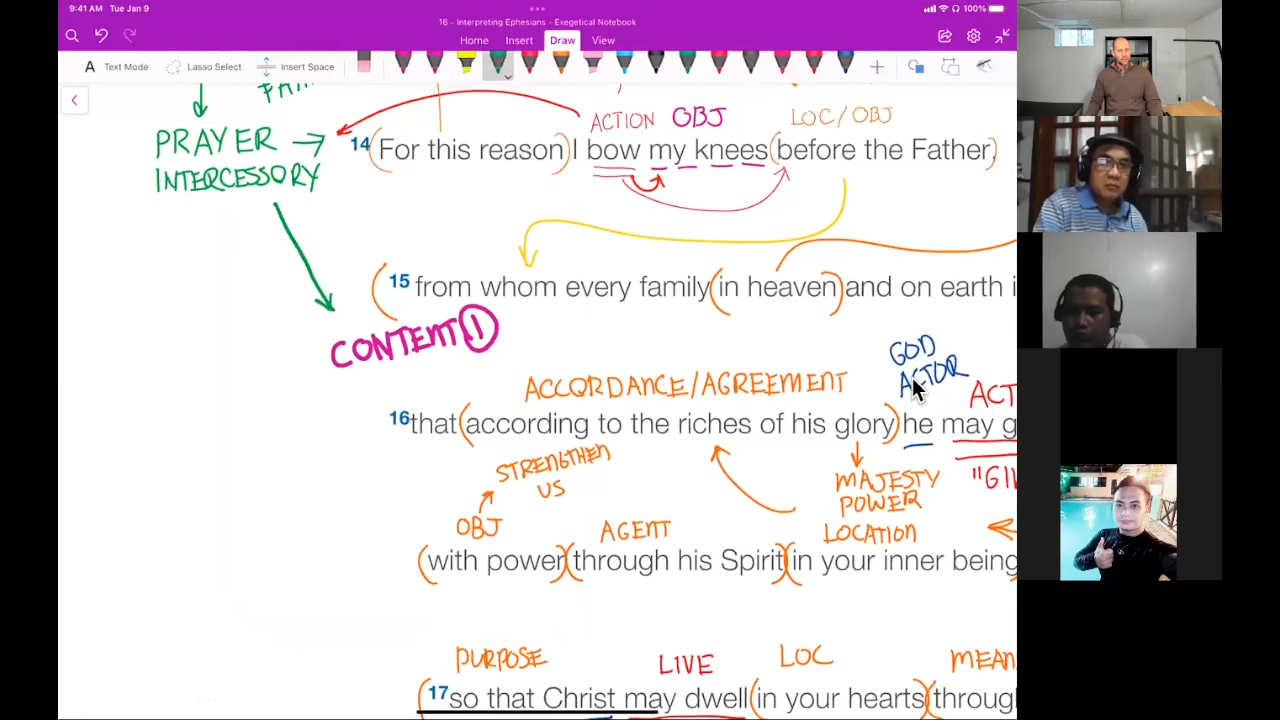 9:41 AM Tue Jan 9
100%
16 - Interpreting Ephesians - Exegetical Notebook
Home Insert Draw View
A Text Mode Lasso Select Insert Space
ACTION OBJ LOC/OBJ
PRAYER → 14 (For this reason) I bow my knees (before the Father,)
INTERCESSORY
15 from whom every family (in heaven) and on earth i
CONTENT 1
GOD
ACTOR
ACCORDANCE/AGREEMENT
16 that (according to the riches of his glory) he may g
STRENGTHEN
US
MAJESTY
POWER
OBJ AGENT LOCATION
(with power) (through his Spirit) (in your inner being
PURPOSE LIVE LOC
(17 so that Christ may dwell (in your hearts) (throug